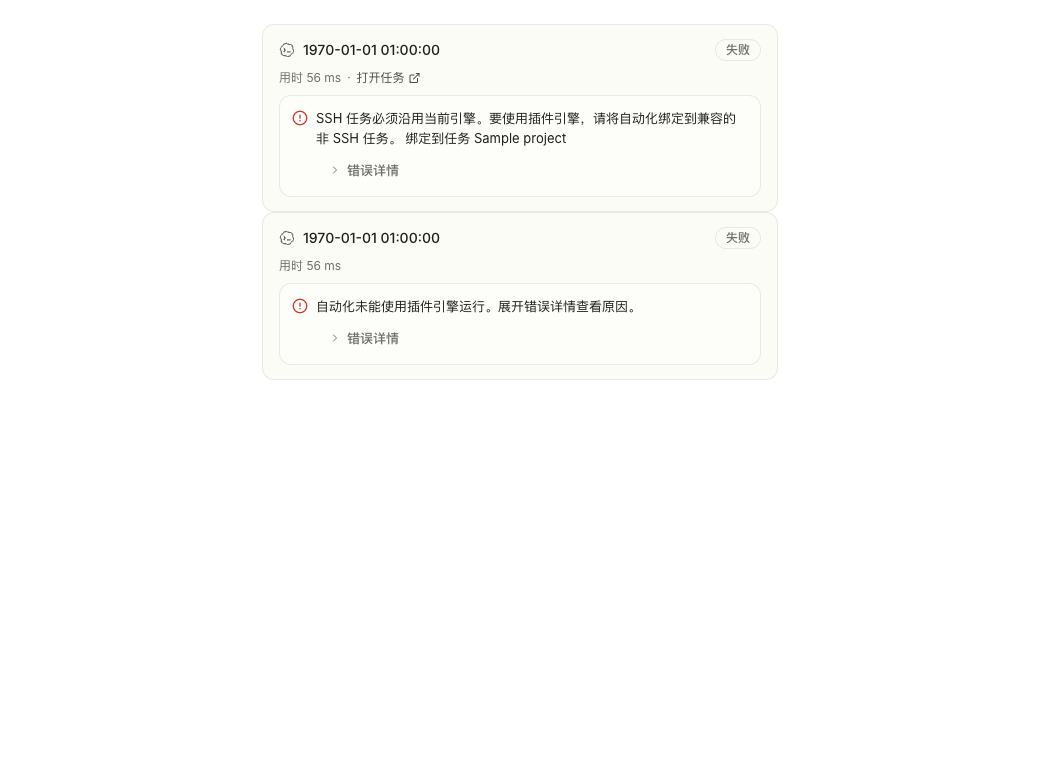 1970-01-01 01:00:00
失败
用时 56 ms · 打开任务
SSH 任务必须沿用当前引擎。要使用插件引擎，请将自动化绑定到兼容的
非 SSH 任务。 绑定到任务 Sample project
错误详情
1970-01-01 01:00:00
失败
用时 56 ms
自动化未能使用插件引擎运行。展开错误详情查看原因。
错误详情